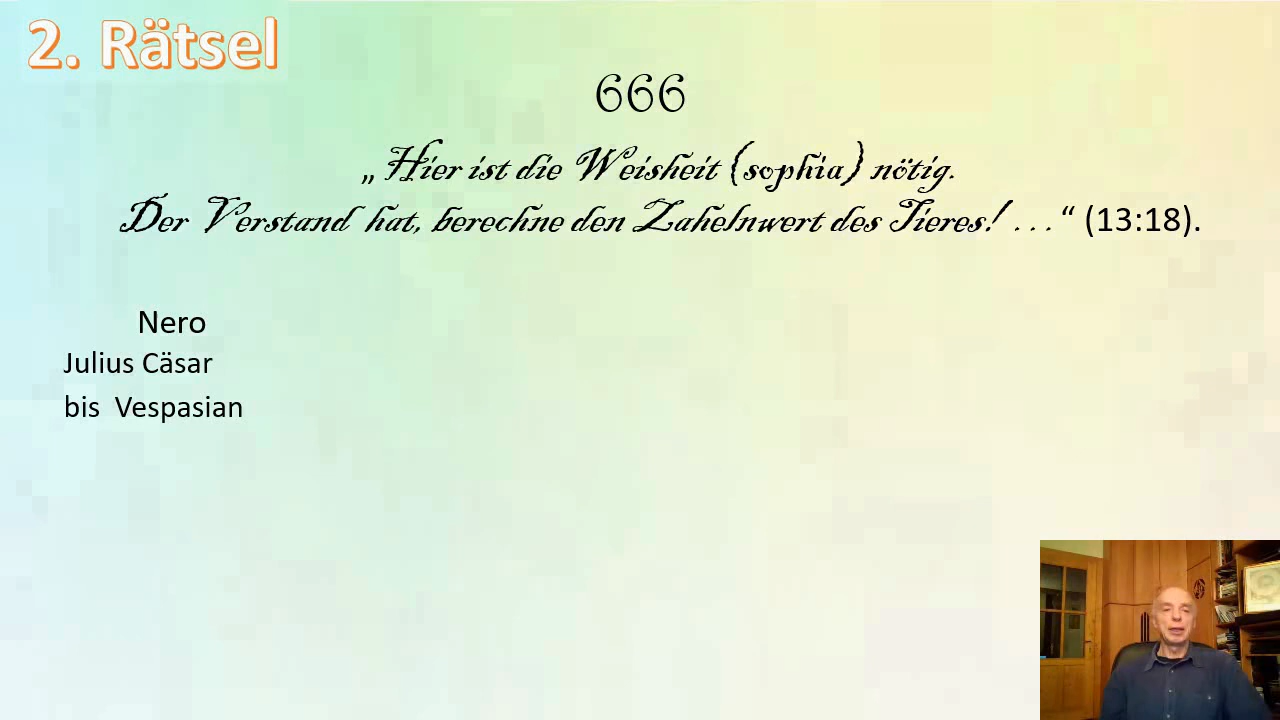 2. Rätsel
666
„Hier ist die Weisheit (sophia) nötig.
Der Verstand hat, berechne den Zahelnwert des Tieres! ...“ (13:18).
Nero
Julius Cäsar
bis Vespasian